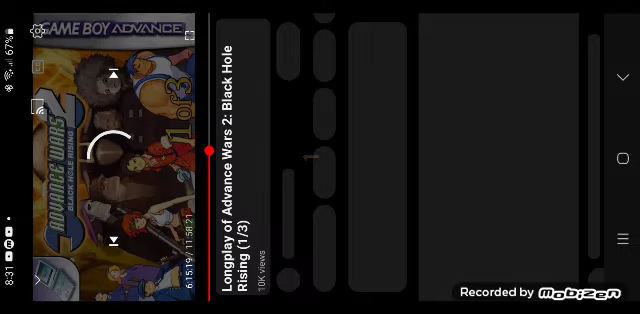 8:31
67%
GAME BOY ADVANCE
ADVANCE WARS
2
BLACK HOLE RISING
1 of 3
CC
6:15:19 / 11:58:21
Longplay of Advance Wars 2: Black Hole
Rising (1/3)
10K views
Recorded by mobizen